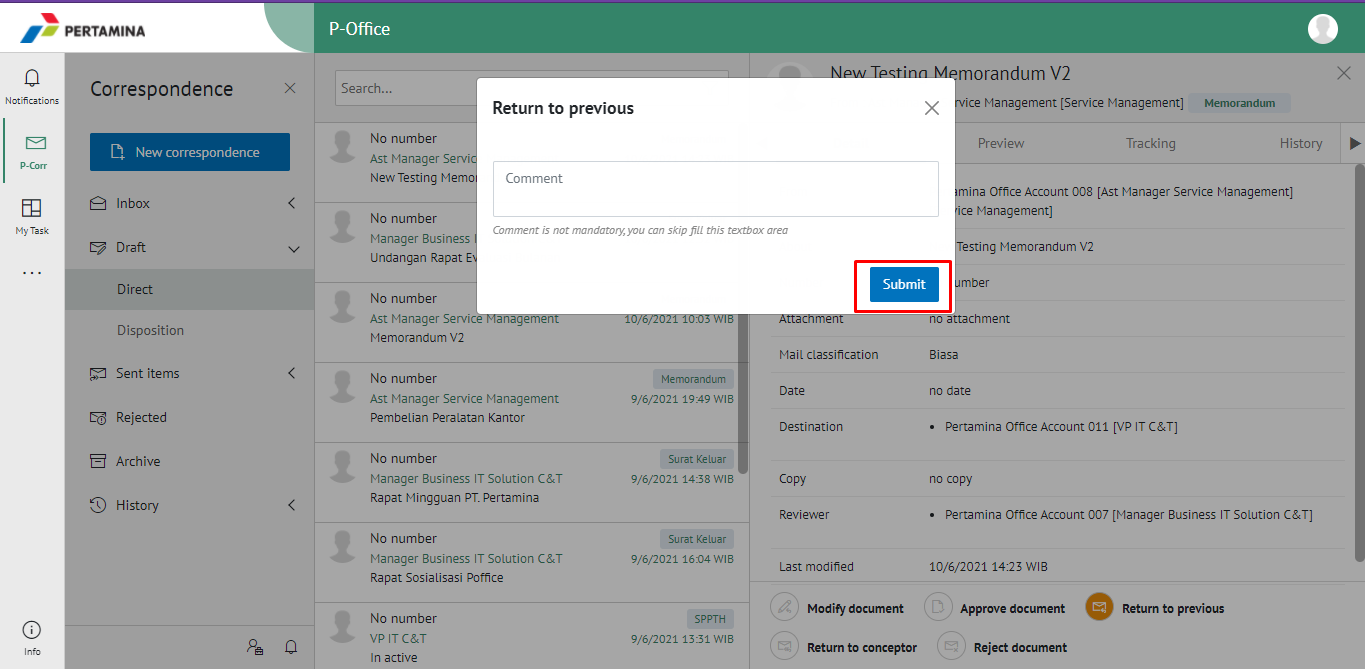 PERTAMINA
P-Office
Notifications
P-Corr
My Task
Info
Correspondence
New correspondence
Inbox
Draft
Direct
Disposition
Sent items
Rejected
Archive
History
Search...
No number
Ast Manager Servic
New Testing Memor
No number
Manager Business I
Undangan Rapat Ev
No number
Ast Manager Service Management
10/6/2021 10:03 WIB
Memorandum V2
No number
Memorandum
Ast Manager Service Management
9/6/2021 19:49 WIB
Pembelian Peralatan Kantor
No number
Surat Keluar
Manager Business IT Solution C&T
9/6/2021 14:38 WIB
Rapat Mingguan PT. Pertamina
No number
Surat Keluar
Manager Business IT Solution C&T
9/6/2021 16:04 WIB
Rapat Sosialisasi Poffice
No number
SPPTH
VP IT C&T
9/6/2021 13:31 WIB
In active
Return to previous
Comment
Comment is not mandatory, you can skip fill this textbox area
Submit
New Testing Memorandum V2
rvice Management [Service Management]
Memorandum
Preview
Tracking
History
amina Office Account 008 [Ast Manager Service Management]
vice Management]
Testing Memorandum V2
umber
Attachment
no attachment
Mail classification
Biasa
Date
no date
Destination
• Pertamina Office Account 011 [VP IT C&T]
Copy
no copy
Reviewer
• Pertamina Office Account 007 [Manager Business IT Solution C&T]
Last modified
10/6/2021 14:23 WIB
Modify document
Approve document
Return to previous
Return to conceptor
Reject document